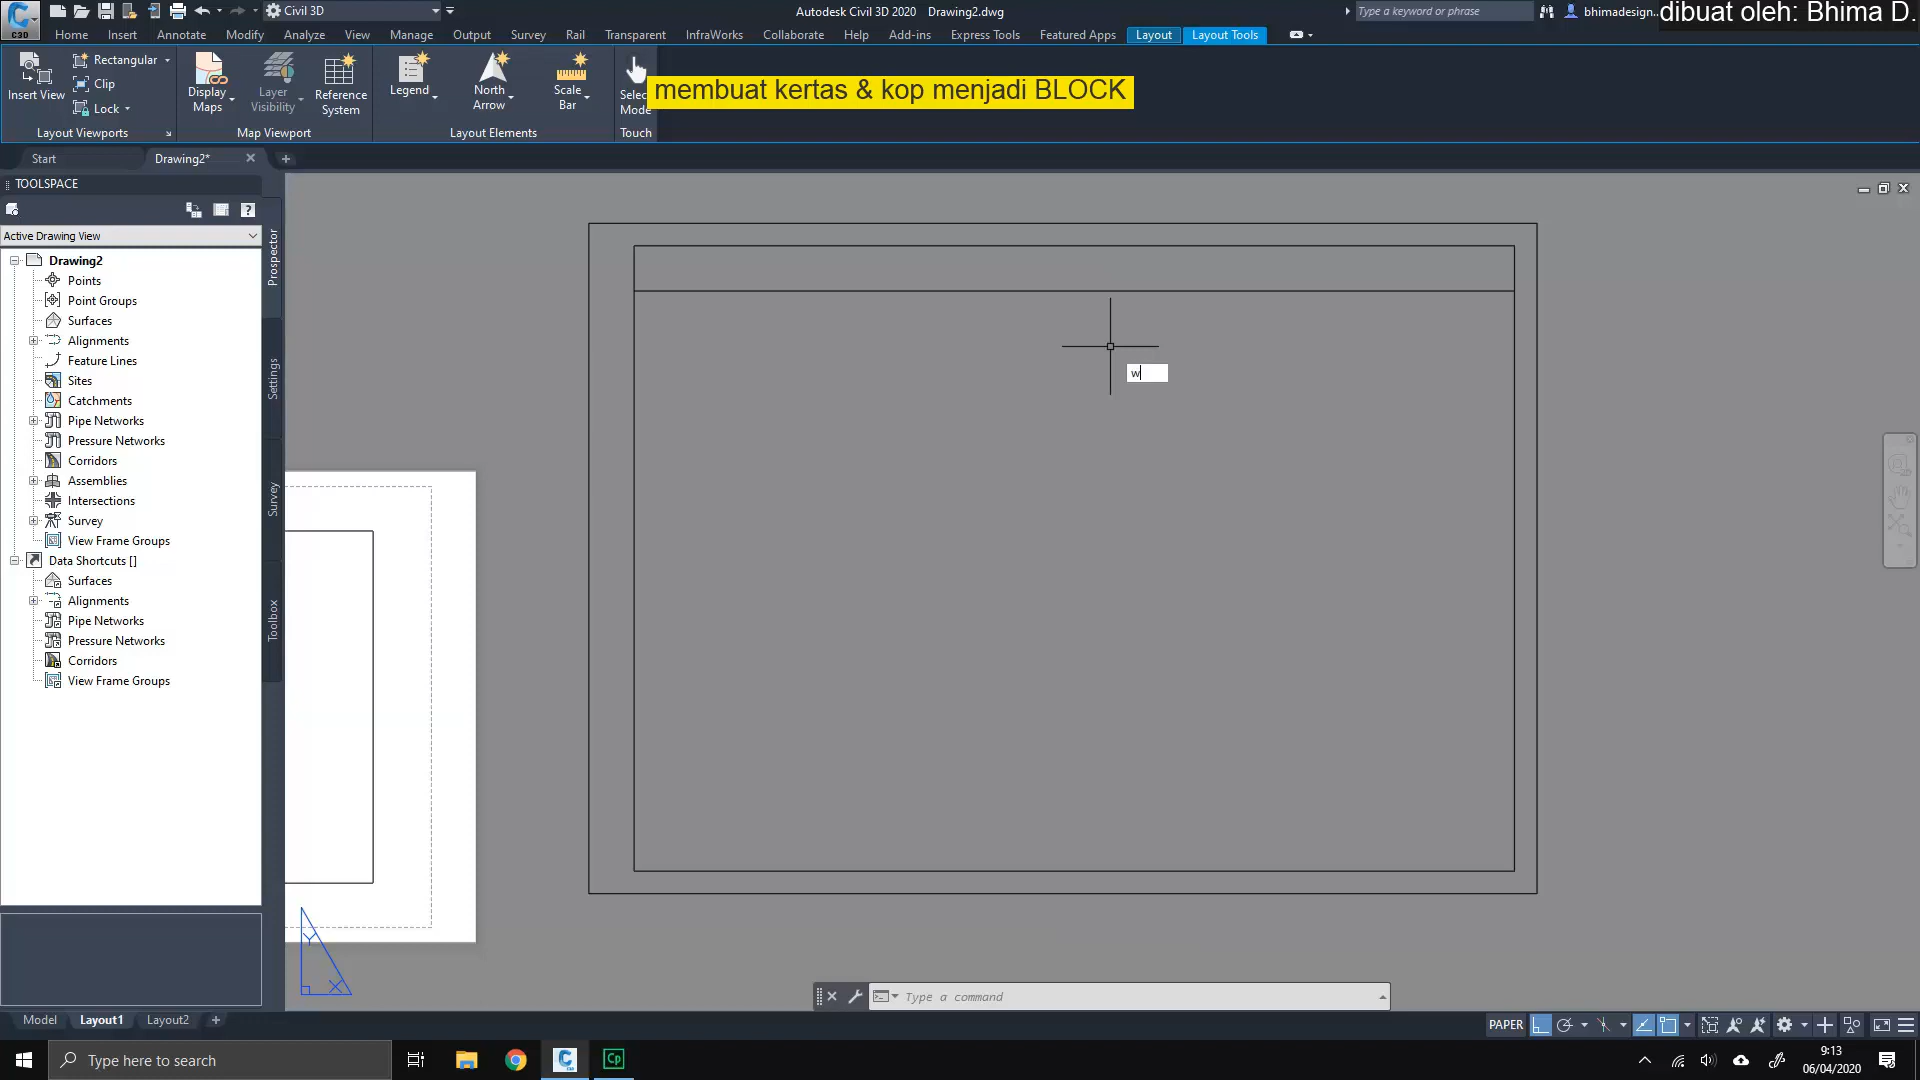 Civil 3D
Autodesk Civil 3D 2020 Drawing2.dwg
Type a keyword or phrase
bhimadesign...
dibuat oleh: Bhima D.
C3D
Home Insert Annotate Modify Analyze View Manage Output Survey Rail Transparent InfraWorks Collaborate Help Add-ins Express Tools Featured Apps Layout Layout Tools
Insert View
Rectangular
Clip
Lock
Display Maps
Layer Visibility
Reference System
Legend
North Arrow
Scale Bar
Selec
Mode
membuat kertas & kop menjadi BLOCK
Layout Viewports Map Viewport Layout Elements Touch
Start Drawing2*
TOOLSPACE
Active Drawing View
Drawing2
Points
Point Groups
Surfaces
Alignments
Feature Lines
Sites
Catchments
Pipe Networks
Pressure Networks
Corridors
Assemblies
Intersections
Survey
View Frame Groups
Data Shortcuts []
Surfaces
Alignments
Pipe Networks
Pressure Networks
Corridors
View Frame Groups
Prospector
Settings
Survey
Toolbox
w
Y
X
Type a command
Model Layout1 Layout2
PAPER
Type here to search
Cp
9:13
06/04/2020